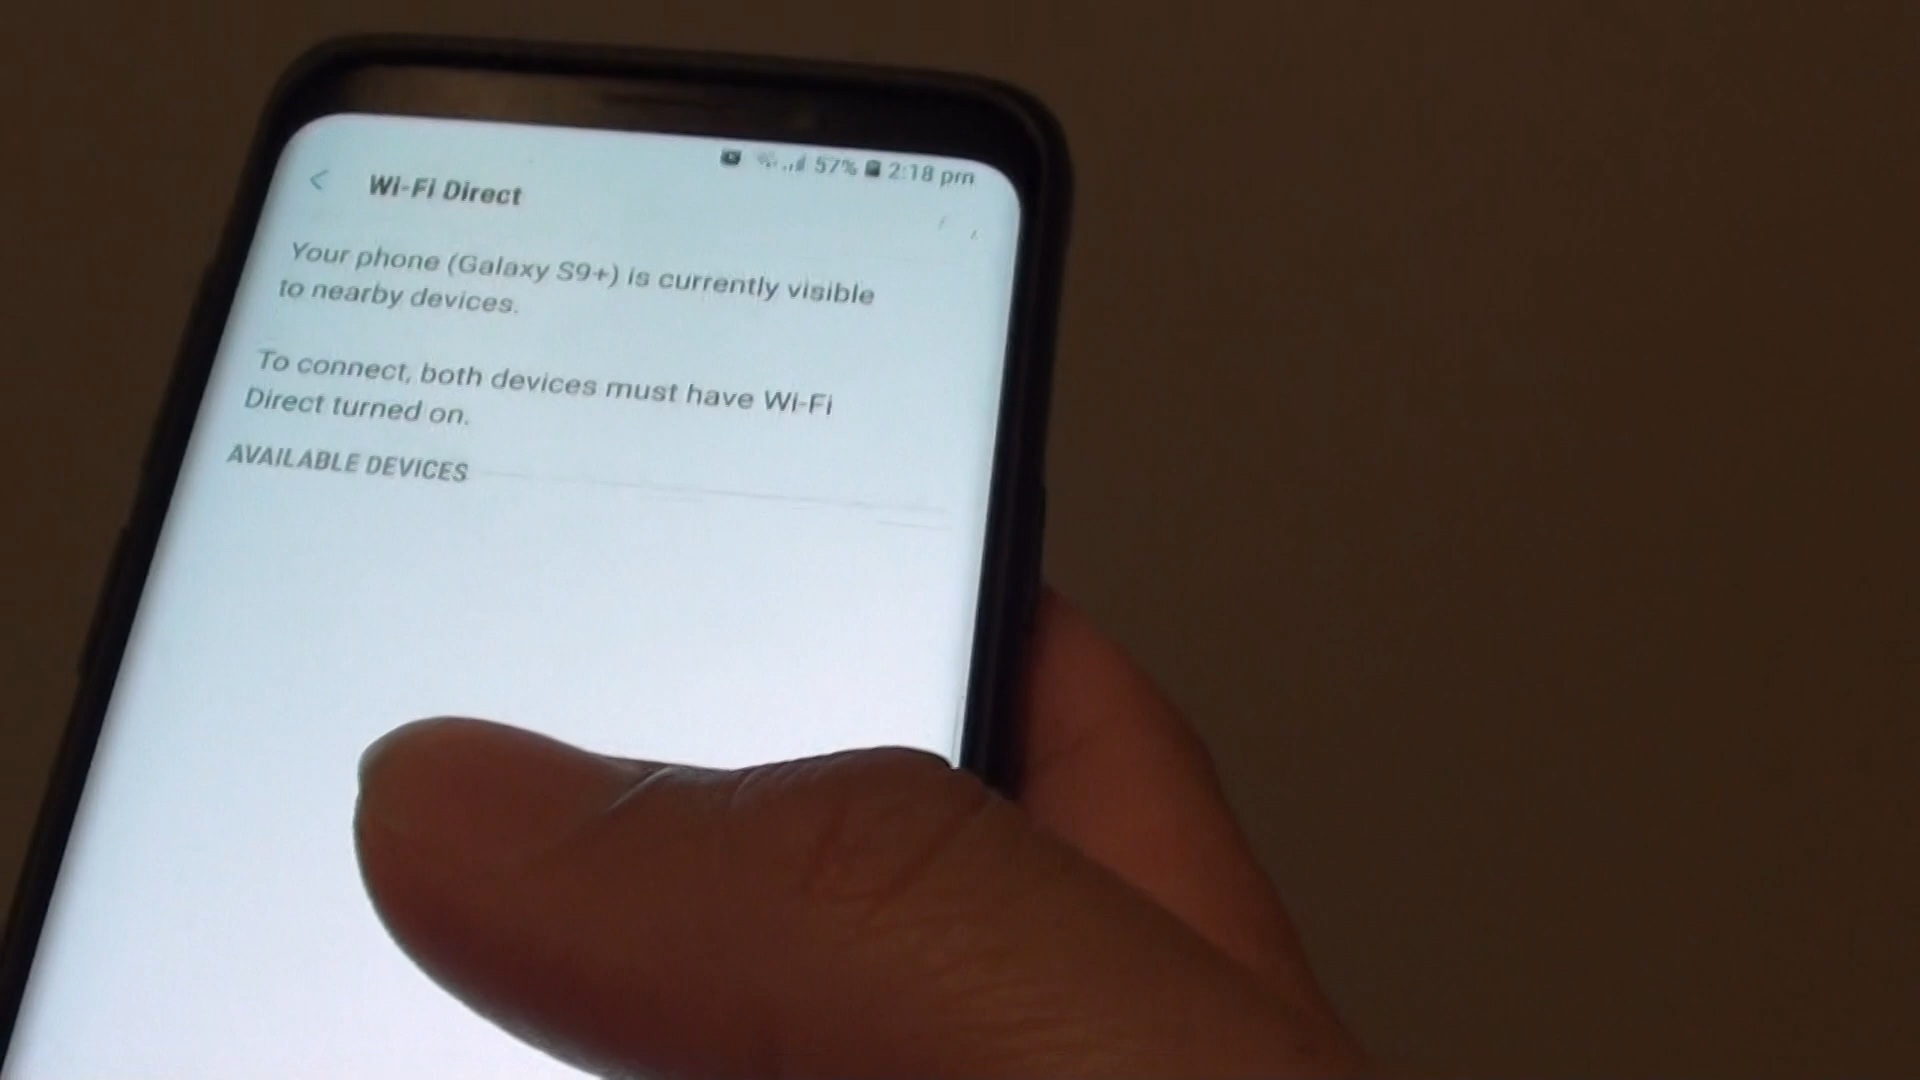 57% 2:18 pm
Wi-Fi Direct
Your phone (Galaxy S9+) is currently visible
to nearby devices.
To connect, both devices must have Wi-Fi
Direct turned on.
AVAILABLE DEVICES